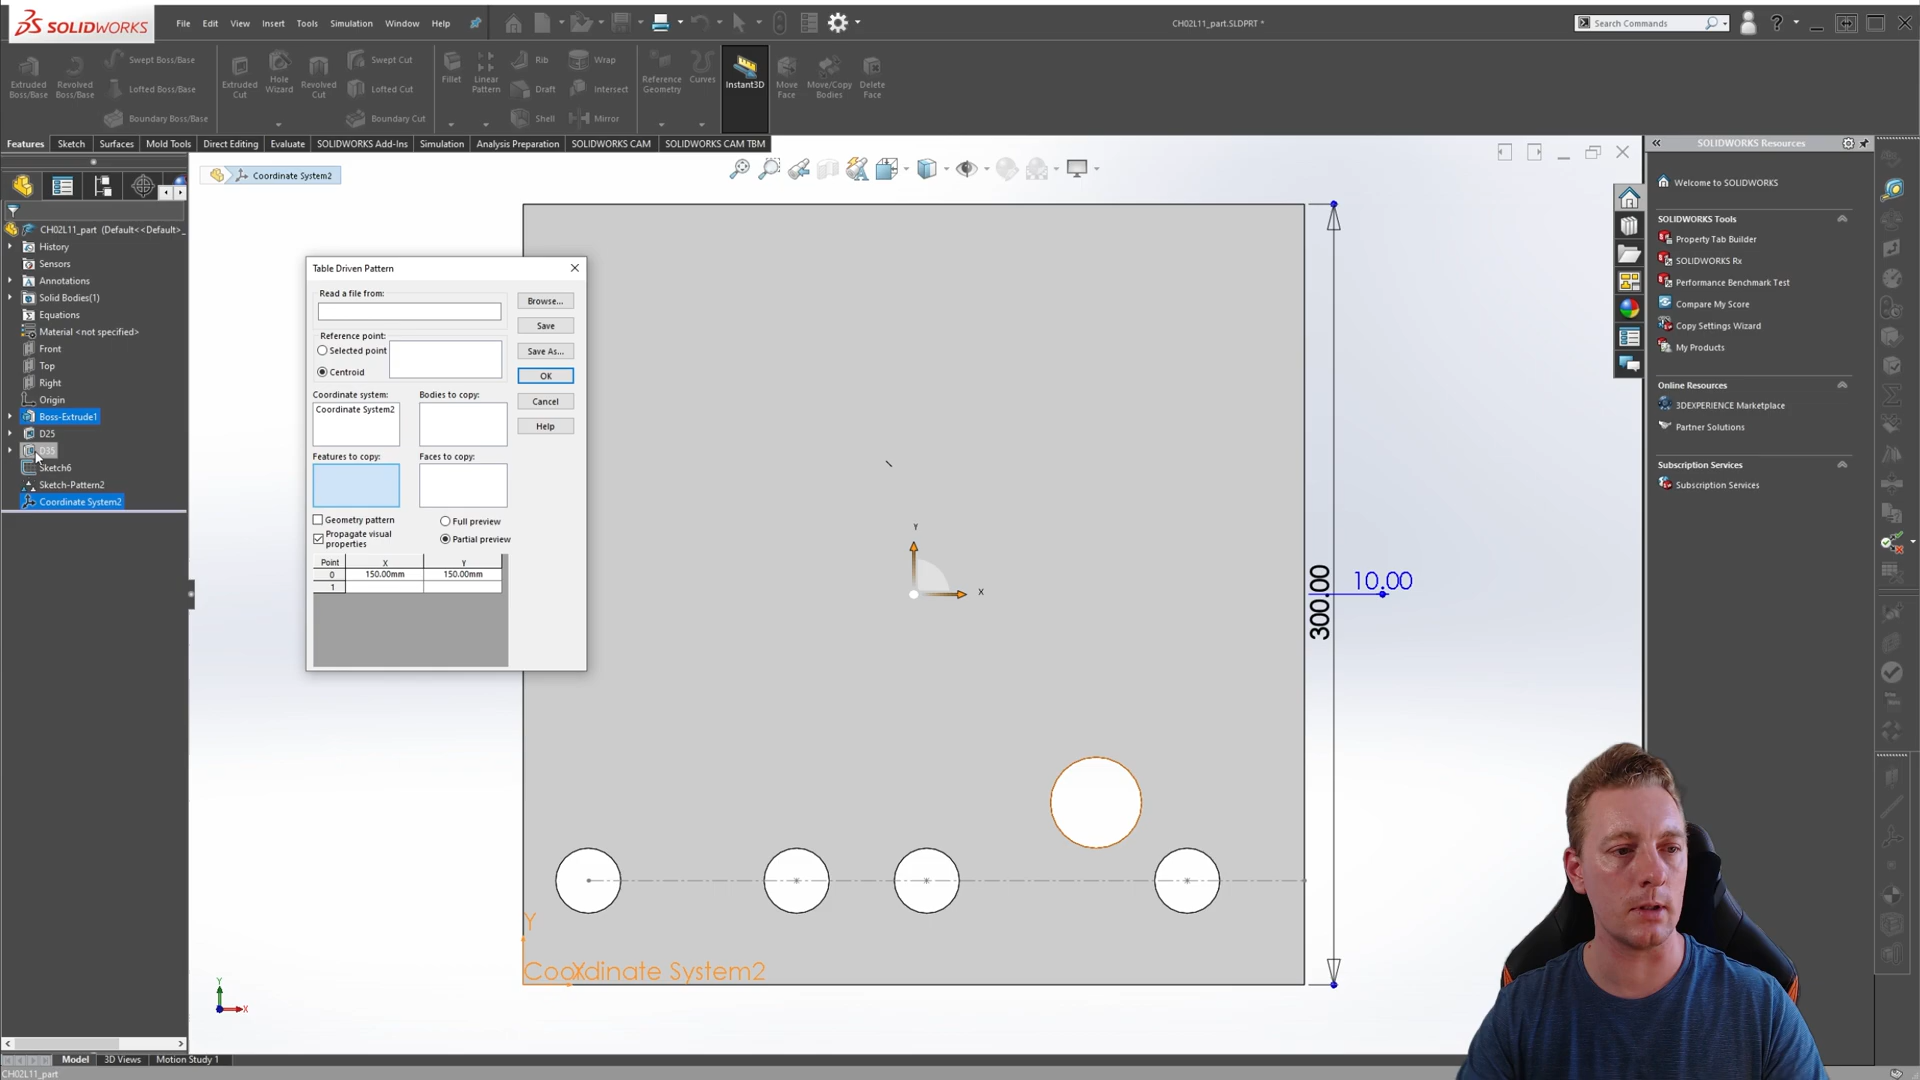 SOLIDWORKS
File Edit View Insert Tools Simulation Window Help
CH02L11_part.SLDPRT *
Search Commands
Extruded Boss/Base
Revolved Boss/Base
Swept Boss/Base
Lofted Boss/Base
Boundary Boss/Base
Extruded Cut
Hole Wizard
Revolved Cut
Swept Cut
Lofted Cut
Boundary Cut
Fillet
Linear Pattern
Rib
Draft
Shell
Wrap
Intersect
Mirror
Reference Geometry
Curves
Instant3D
Move Face
Move/Copy Bodies
Delete Face
Features Sketch Surfaces Mold Tools Direct Editing Evaluate SOLIDWORKS Add-Ins Simulation Analysis Preparation SOLIDWORKS CAM SOLIDWORKS CAM TBM
Coordinate System2
CH02L11_part (Default<<Default>_
History
Sensors
Annotations
Solid Bodies(1)
Equations
Material <not specified>
Front
Top
Right
Origin
Boss-Extrude1
D25
D35
Sketch6
Sketch-Pattern2
Coordinate System2
Table Driven Pattern
Read a file from:
Browse...
Save
Reference point:
Selected point
Centroid
Save As...
OK
Cancel
Help
Coordinate system:
Coordinate System2
Bodies to copy:
Features to copy:
Faces to copy:
Geometry pattern
Propagate visual properties
Full preview
Partial preview
Point X Y
0 150.00mm 150.00mm
1
Y
X
300.00
10.00
Y
X
Coordinate System2
Y
X
SOLIDWORKS Resources
Welcome to SOLIDWORKS
SOLIDWORKS Tools
Property Tab Builder
SOLIDWORKS Rx
Performance Benchmark Test
Compare My Score
Copy Settings Wizard
My Products
Online Resources
3DEXPERIENCE Marketplace
Partner Solutions
Subscription Services
Subscription Services
Model 3D Views Motion Study 1
CH02L11_part